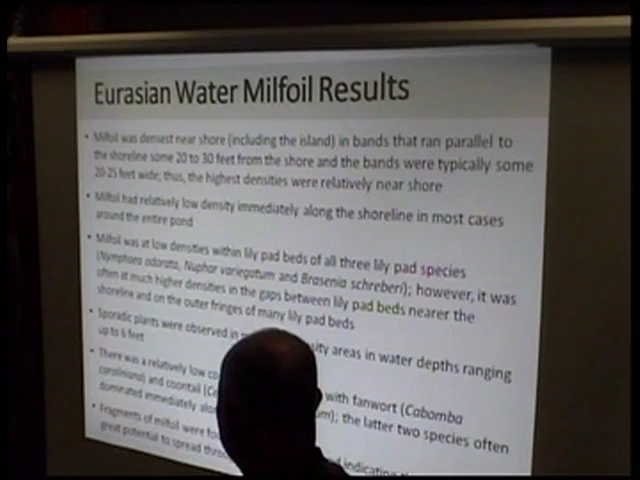 Eurasian Water Milfoil Results
• Milfoil was densest near shore (including the island) in bands that ran parallel to
the shoreline some 20 to 30 feet from the shore and the bands were typically some
20-25 feet wide; thus, the highest densities were relatively near shore
• Milfoil had relatively low density immediately along the shoreline in most cases
around the entire pond
• Milfoil was at low densities within lily pad beds of all three lily pad species
(Nymphaea odorata, Nuphar variegatum and Brasenia schreberi); however, it was
often at much higher densities in the gaps between lily pad beds nearer the
shoreline and on the outer fringes of many lily pad beds
• Sporadic plants were observed in areas in water depths ranging
up to 6 feet
• There was a relatively low with fanwort (Cabomba
caroliniana) and coontail the latter two species often
dominated immediately
• Fragments of milfoil were indicating
great potential to spread